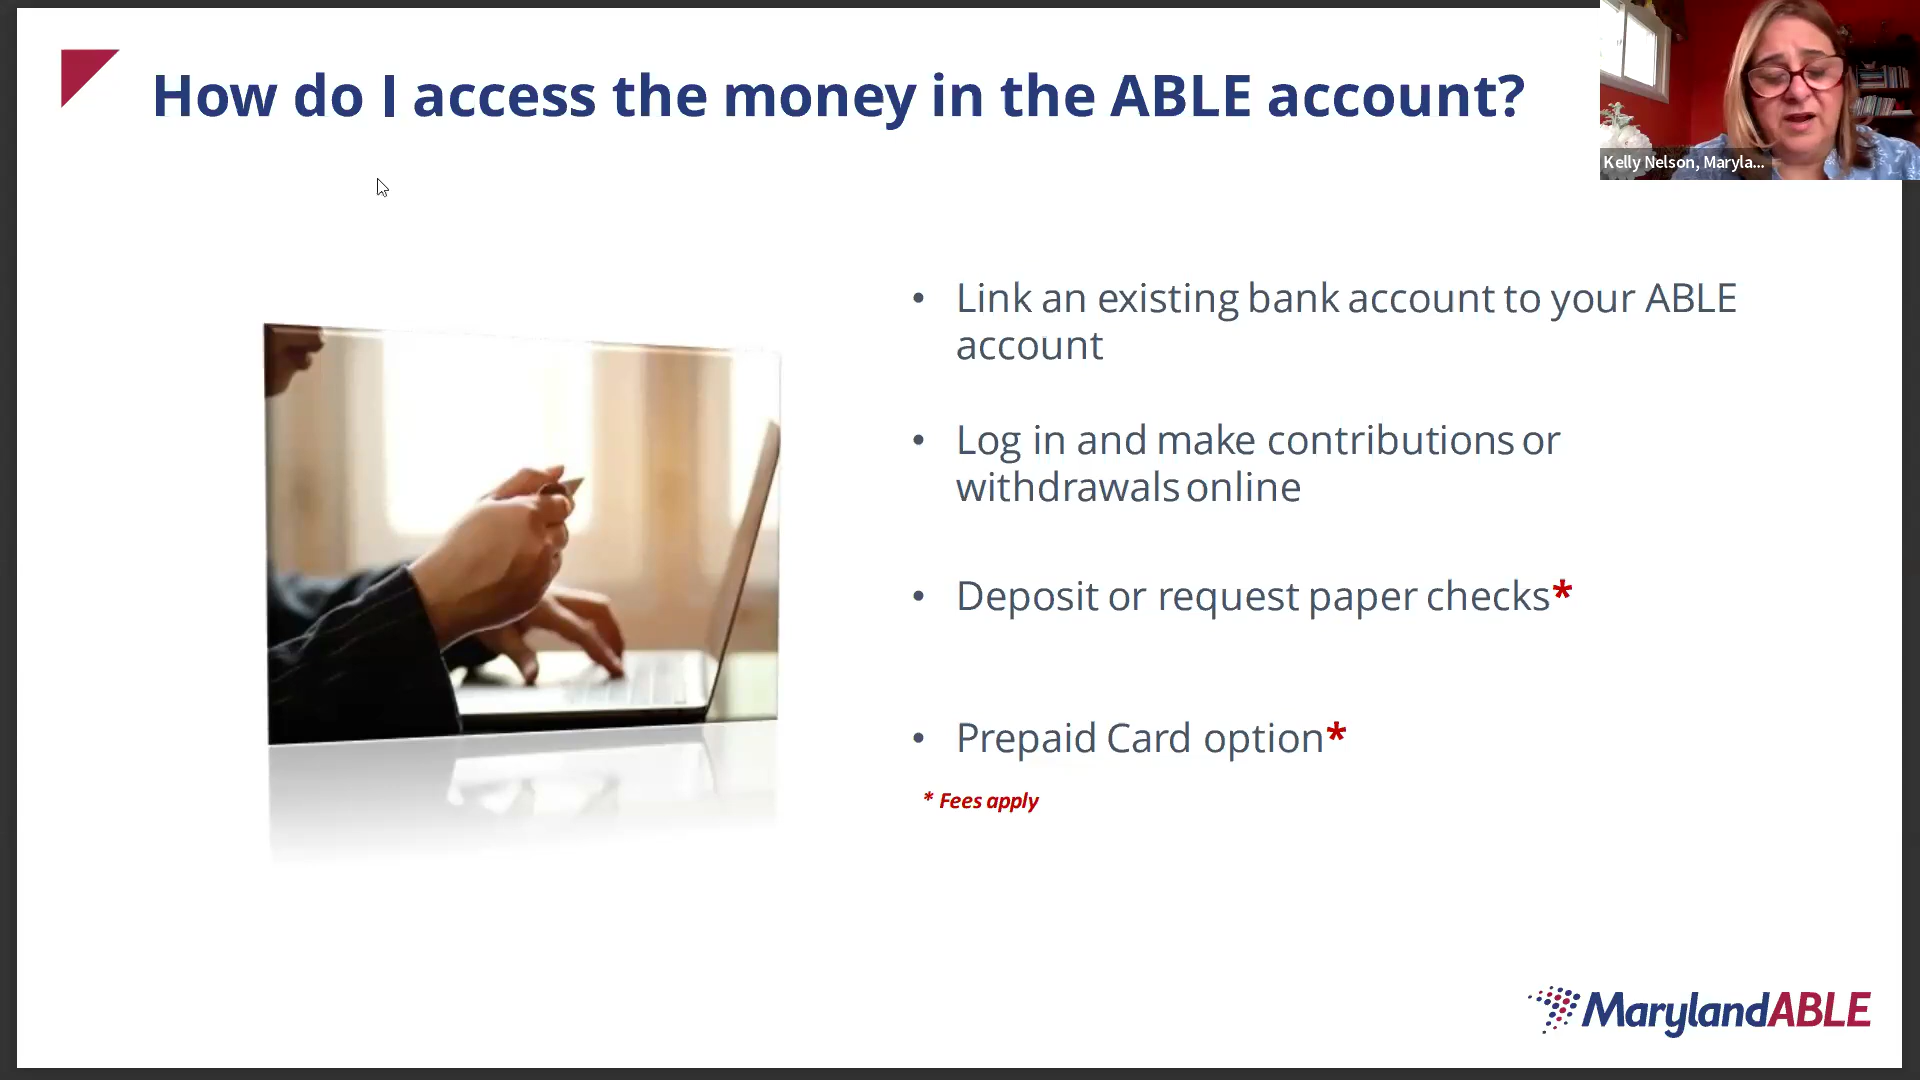 How do I access the money in the ABLE account?
Kelly Nelson, Maryla...
• Link an existing bank account to your ABLE
account
• Log in and make contributions or
withdrawals online
• Deposit or request paper checks*
• Prepaid Card option*
* Fees apply
MarylandABLE